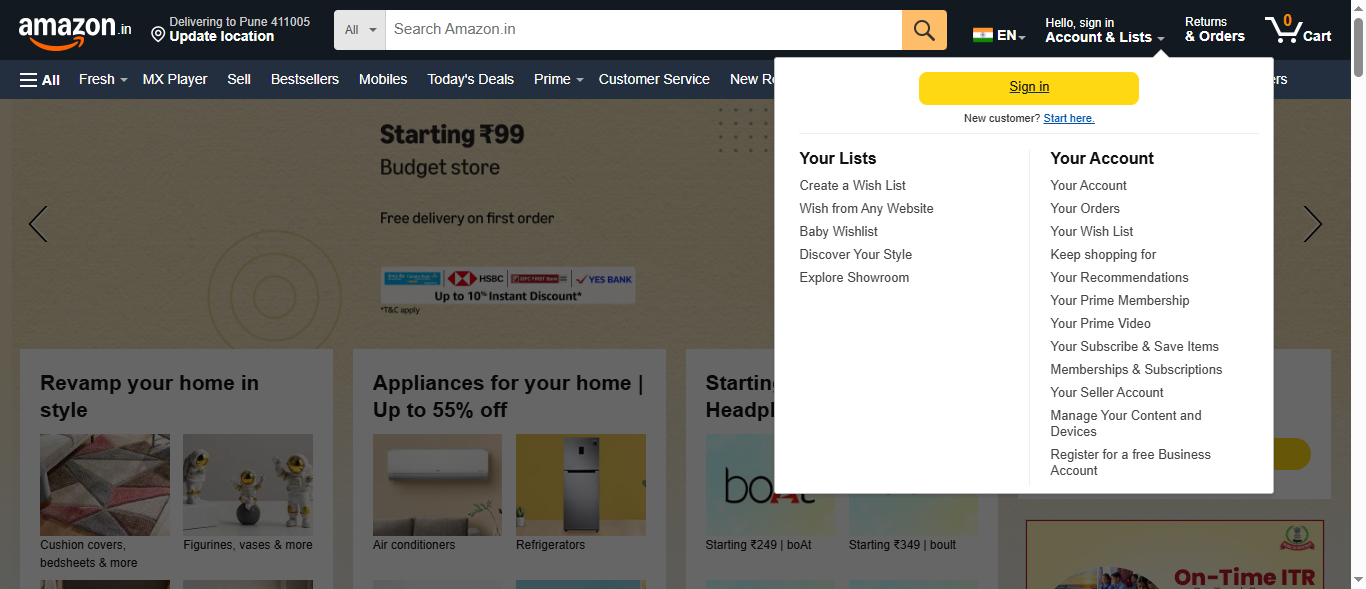 amazon.in
Delivering to Pune 411005
Update location
All
Search Amazon.in
EN
Hello, sign in
Account & Lists
Returns
& Orders
0
Cart
All
Fresh
MX Player
Sell
Bestsellers
Mobiles
Today's Deals
Prime
Customer Service
New Re
ers
Sign in
New customer? Start here.
Your Lists
Create a Wish List
Wish from Any Website
Baby Wishlist
Discover Your Style
Explore Showroom
Your Account
Your Account
Your Orders
Your Wish List
Keep shopping for
Your Recommendations
Your Prime Membership
Your Prime Video
Your Subscribe & Save Items
Memberships & Subscriptions
Your Seller Account
Manage Your Content and
Devices
Register for a free Business
Account
Starting ₹99
Budget store
Free delivery on first order
HSBC
YES BANK
Up to 10% Instant Discount*
*T&C apply
Revamp your home in
style
Cushion covers,
bedsheets & more
Figurines, vases & more
Appliances for your home |
Up to 55% off
Air conditioners
Refrigerators
Starting
Headph
boAt
Starting ₹249 | boAt
Starting ₹349 | boult
On-Time ITR